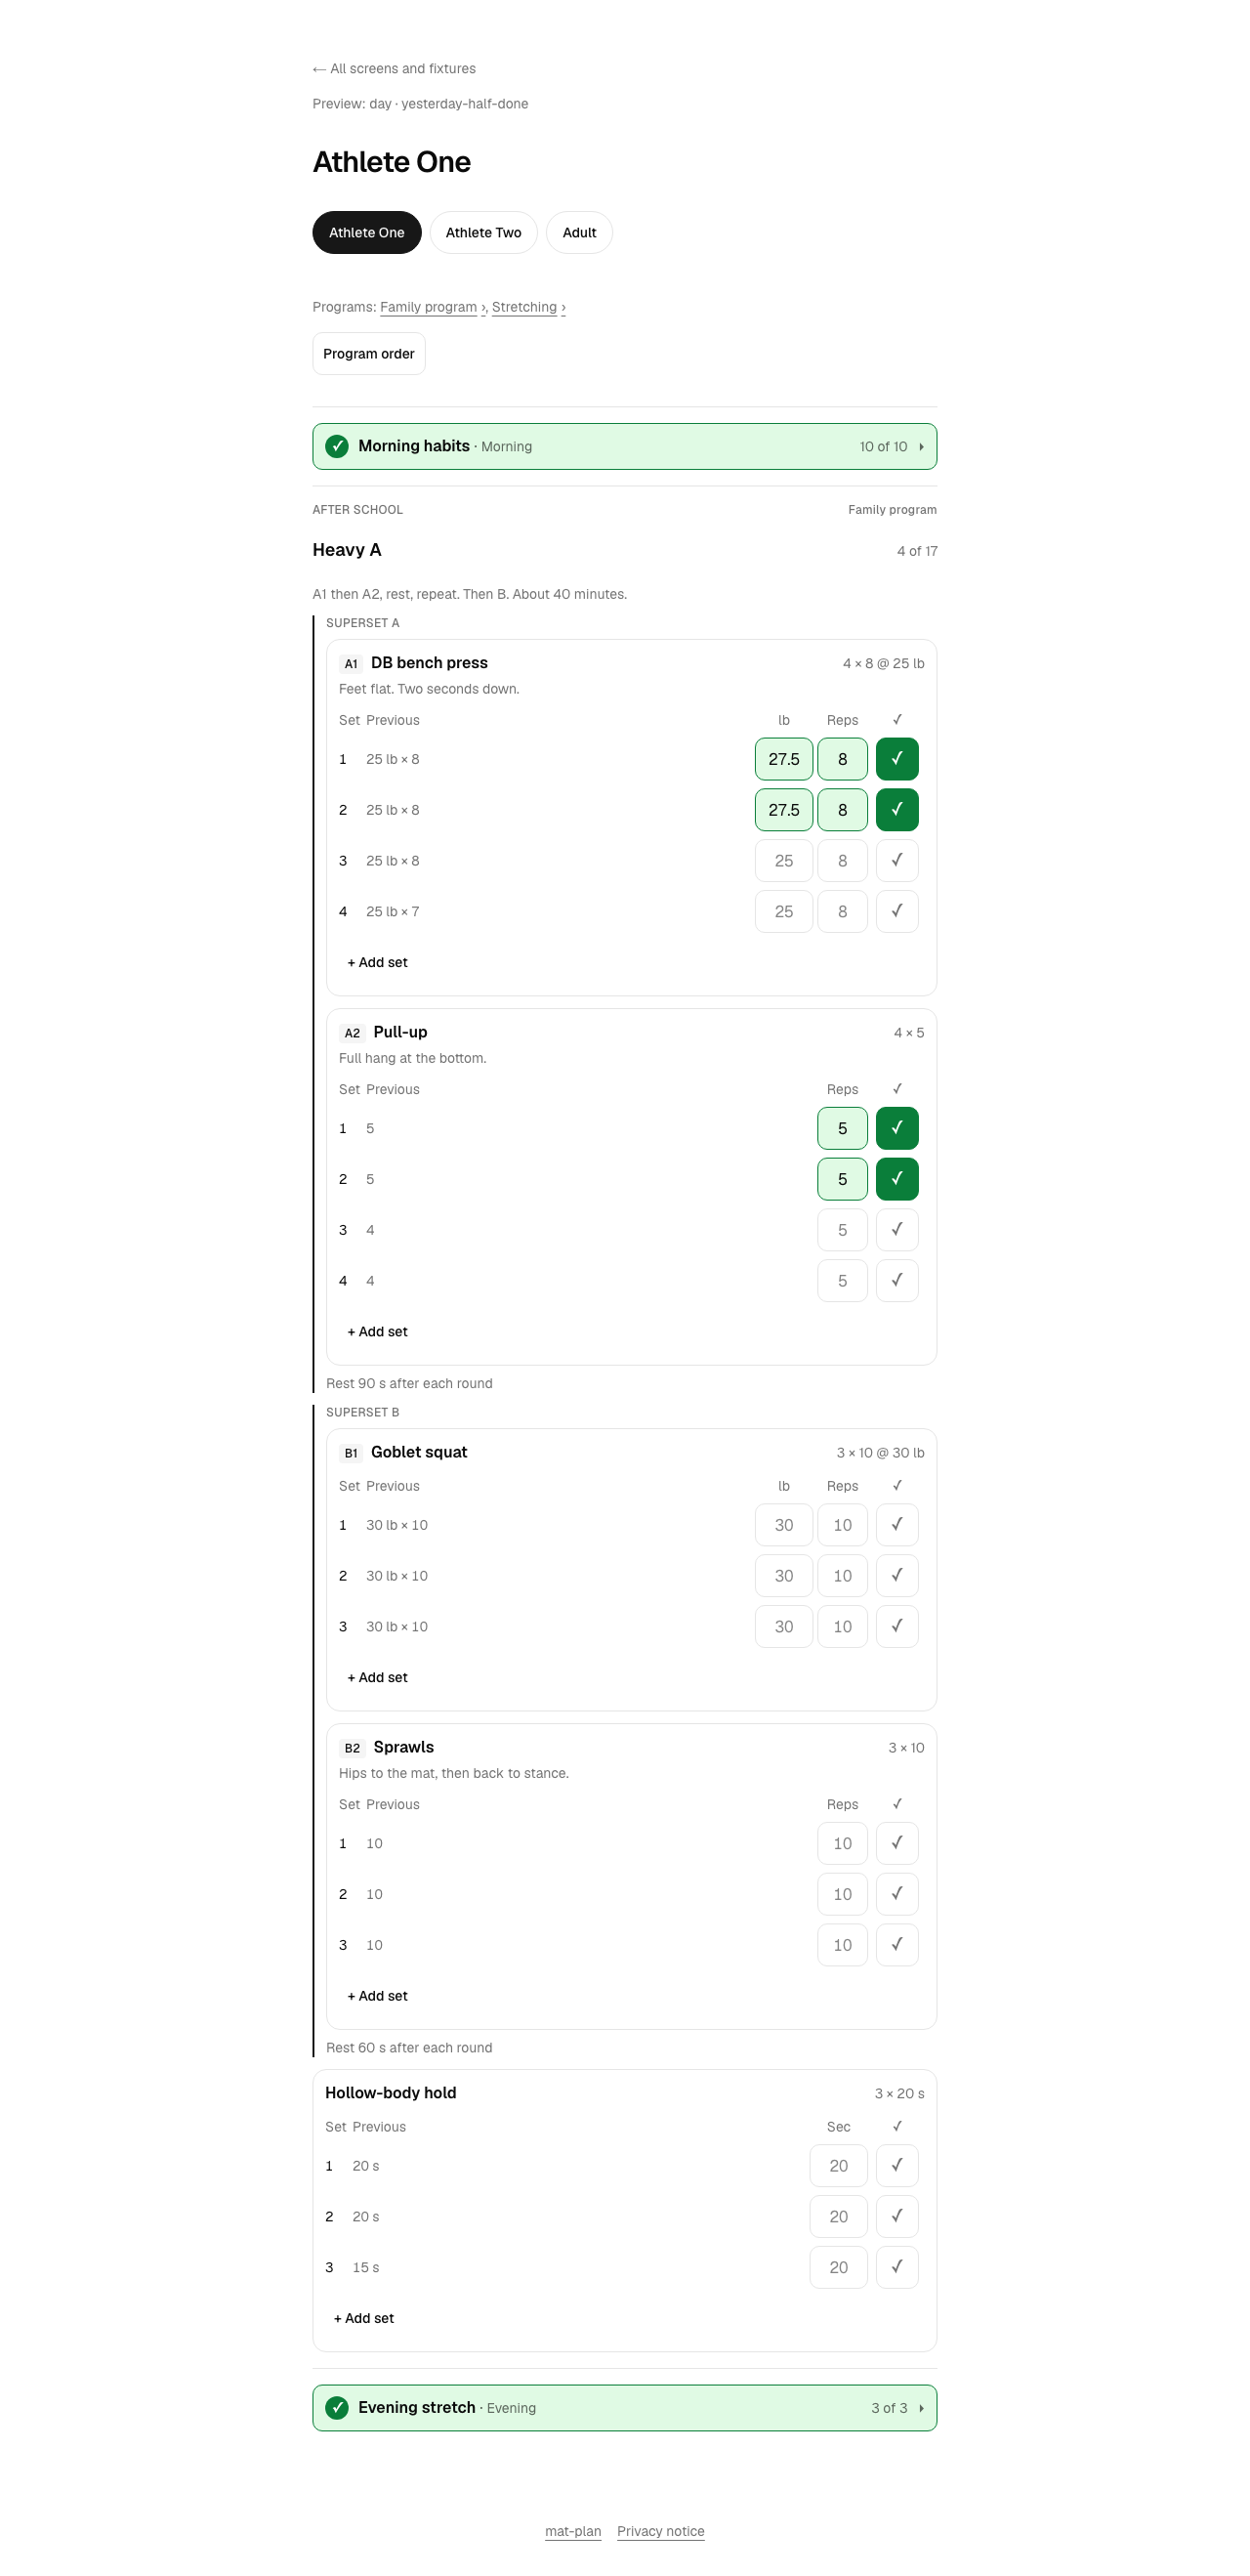 ← All screens and fixtures
Preview: day · yesterday-half-done
Athlete One
Athlete One Athlete Two Adult
Programs: Family program ›, Stretching ›
Program order
✓ Morning habits · Morning 10 of 10
AFTER SCHOOL Family program
Heavy A 4 of 17
A1 then A2, rest, repeat. Then B. About 40 minutes.
SUPERSET A
A1 DB bench press 4 × 8 @ 25 lb
Feet flat. Two seconds down.
Set Previous lb Reps ✓
1 25 lb × 8 27.5 8 ✓
2 25 lb × 8 27.5 8 ✓
3 25 lb × 8 25 8 ✓
4 25 lb × 7 25 8 ✓
+ Add set
A2 Pull-up 4 × 5
Full hang at the bottom.
Set Previous Reps ✓
1 5 5 ✓
2 5 5 ✓
3 4 5 ✓
4 4 5 ✓
+ Add set
Rest 90 s after each round
SUPERSET B
B1 Goblet squat 3 × 10 @ 30 lb
Set Previous lb Reps ✓
1 30 lb × 10 30 10 ✓
2 30 lb × 10 30 10 ✓
3 30 lb × 10 30 10 ✓
+ Add set
B2 Sprawls 3 × 10
Hips to the mat, then back to stance.
Set Previous Reps ✓
1 10 10 ✓
2 10 10 ✓
3 10 10 ✓
+ Add set
Rest 60 s after each round
Hollow-body hold 3 × 20 s
Set Previous Sec ✓
1 20 s 20 ✓
2 20 s 20 ✓
3 15 s 20 ✓
+ Add set
✓ Evening stretch · Evening 3 of 3
mat-plan Privacy notice